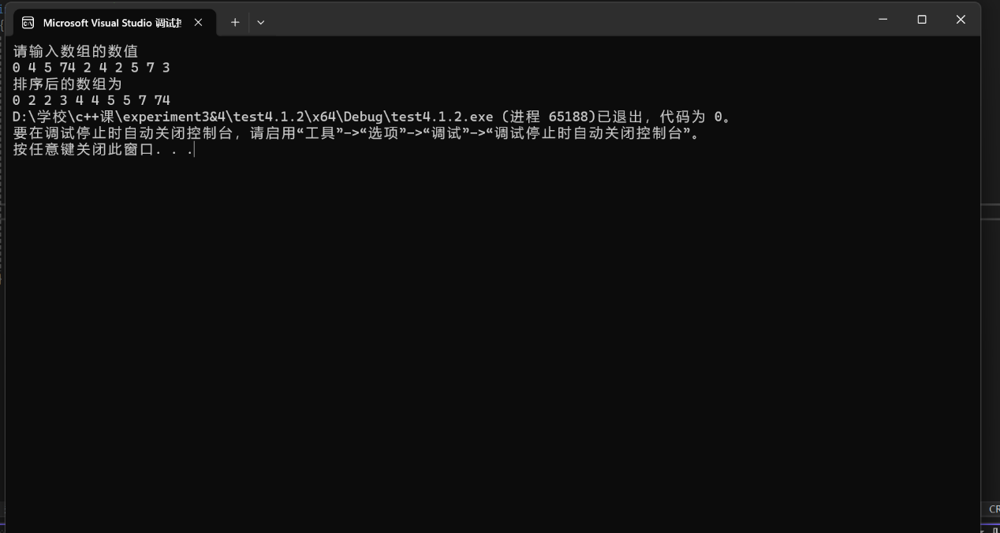 Microsoft Visual Studio 调试控
请输入数组的数值
0 4 5 74 2 4 2 5 7 3
排序后的数组为
0 2 2 3 4 4 5 5 7 74
D:\学校\c++课\experiment3&4\test4.1.2\x64\Debug\test4.1.2.exe (进程 65188)已退出，代码为 0。
要在调试停止时自动关闭控制台，请启用“工具”->“选项”->“调试”->“调试停止时自动关闭控制台”。
按任意键关闭此窗口. . .
CR